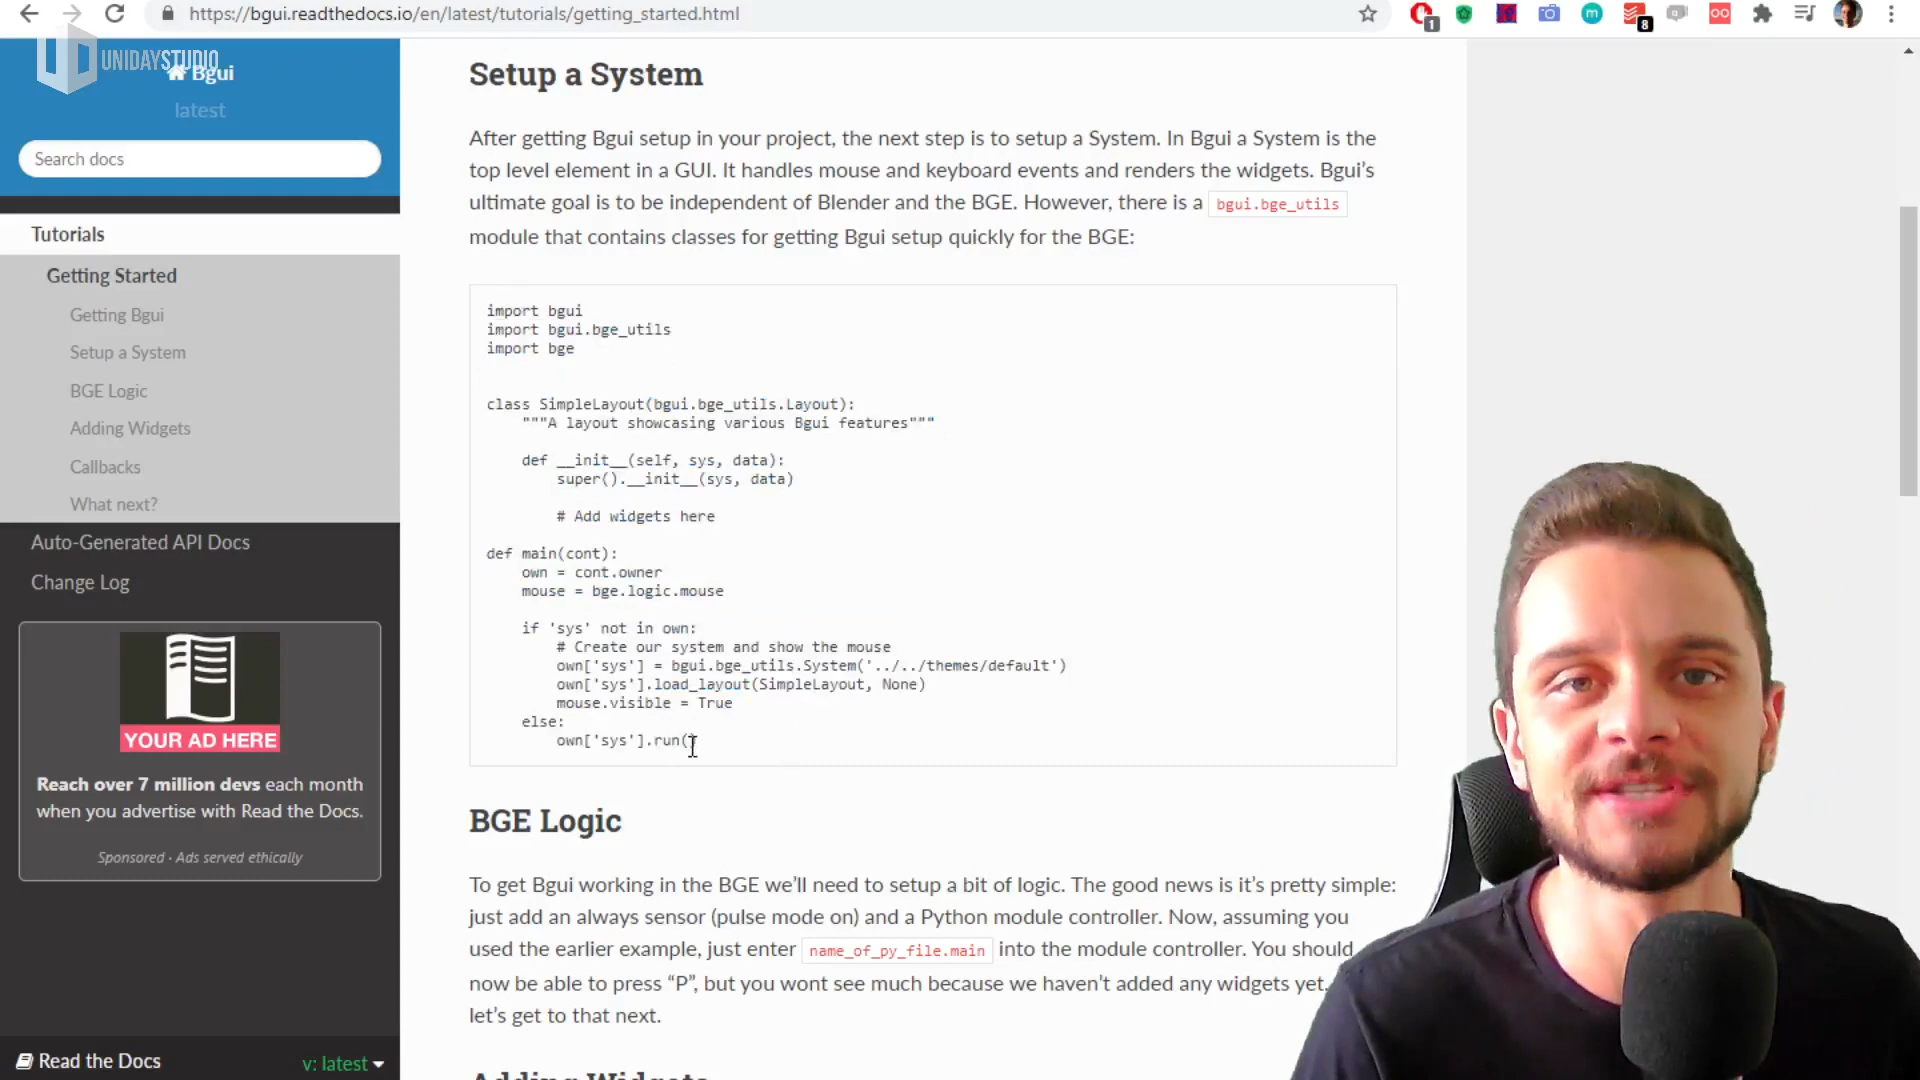 https://bgui.readthedocs.io/en/latest/tutorials/getting_started.html
1
m
8
UNIDAYSTUDIO
Bgui
latest
Search docs
Tutorials
Getting Started
Getting Bgui
Setup a System
BGE Logic
Adding Widgets
Callbacks
What next?
Auto-Generated API Docs
Change Log
YOUR AD HERE
Reach over 7 million devs each month
when you advertise with Read the Docs.
Sponsored · Ads served ethically
Read the Docs
v: latest
Setup a System
After getting Bgui setup in your project, the next step is to setup a System. In Bgui a System is the
top level element in a GUI. It handles mouse and keyboard events and renders the widgets. Bgui’s
ultimate goal is to be independent of Blender and the BGE. However, there is a bgui.bge_utils
module that contains classes for getting Bgui setup quickly for the BGE:
import bgui
import bgui.bge_utils
import bge
class SimpleLayout(bgui.bge_utils.Layout):
"""A layout showcasing various Bgui features"""
def __init__(self, sys, data):
super().__init__(sys, data)
# Add widgets here
def main(cont):
own = cont.owner
mouse = bge.logic.mouse
if 'sys' not in own:
# Create our system and show the mouse
own['sys'] = bgui.bge_utils.System('../../themes/default')
own['sys'].load_layout(SimpleLayout, None)
mouse.visible = True
else:
own['sys'].run()
BGE Logic
To get Bgui working in the BGE we’ll need to setup a bit of logic. The good news is it’s pretty simple:
just add an always sensor (pulse mode on) and a Python module controller. Now, assuming you
used the earlier example, just enter name_of_py_file.main into the module controller. You should
now be able to press “P”, but you wont see much because we haven’t added any widgets yet.
let’s get to that next.
Adding Widgets